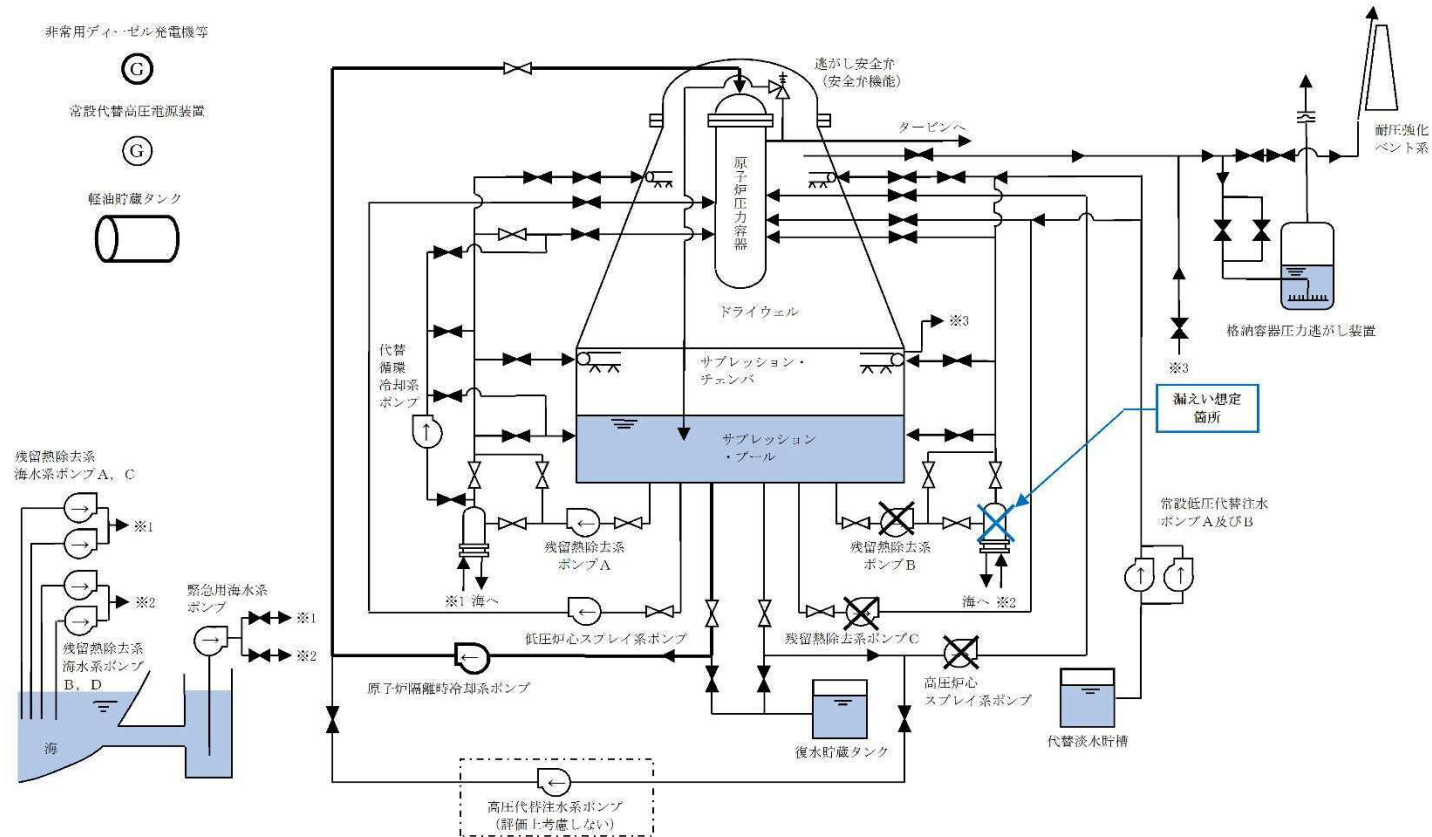 非常用ディーゼル発電機等
G
常設代替高圧電源装置
G
軽油貯蔵タンク
逃がし安全弁
（安全弁機能）
タービンへ
耐圧強化
ベント系
原子炉圧力容器
ドライウェル
※3
格納容器圧力逃がし装置
※3
代替
循環
冷却系
ポンプ
サプレッション・
チェンバ
漏えい想定
箇所
サプレッション
・プール
残留熱除去系
海水系ポンプA，C
※1
※2
残留熱除去系
海水系ポンプ
B，D
海
緊急用海水系
ポンプ
※1
※2
残留熱除去系
ポンプA
※1 海へ
残留熱除去系
ポンプB
海へ ※2
常設低圧代替注水
ポンプA及びB
低圧炉心スプレイ系ポンプ
残留熱除去系ポンプC
原子炉隔離時冷却系ポンプ
高圧炉心
スプレイ系ポンプ
復水貯蔵タンク
代替淡水貯槽
高圧代替注水系ポンプ
（評価上考慮しない）